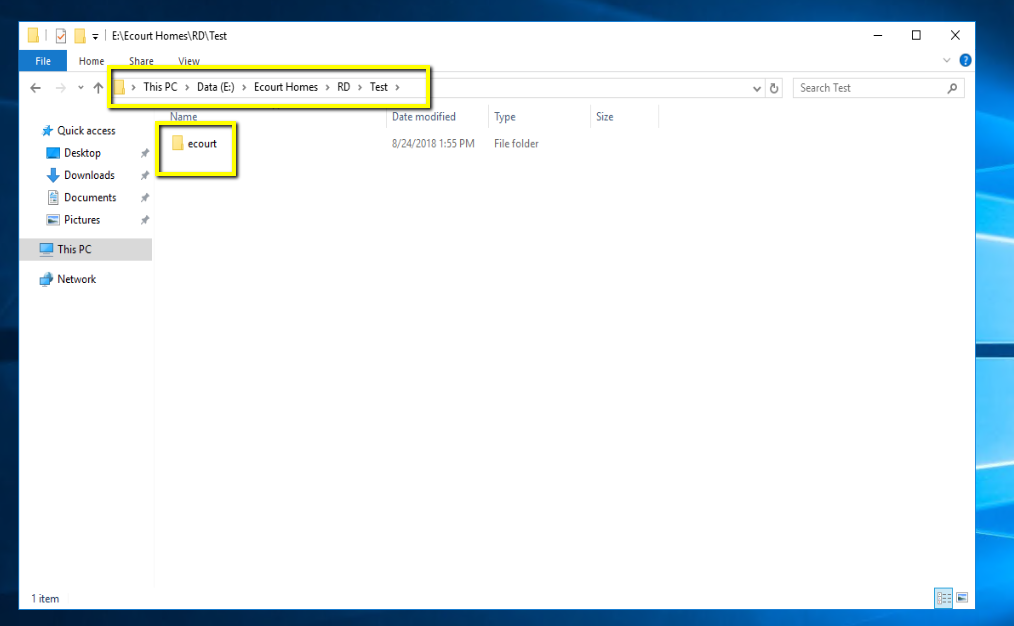 E:\Ecourt Homes\RD\Test
File Home Share View
This PC > Data (E:) > Ecourt Homes > RD > Test >
Search Test
Name Date modified Type Size
Quick access
ecourt 8/24/2018 1:55 PM File folder
Desktop
Downloads
Documents
Pictures
This PC
Network
1 item